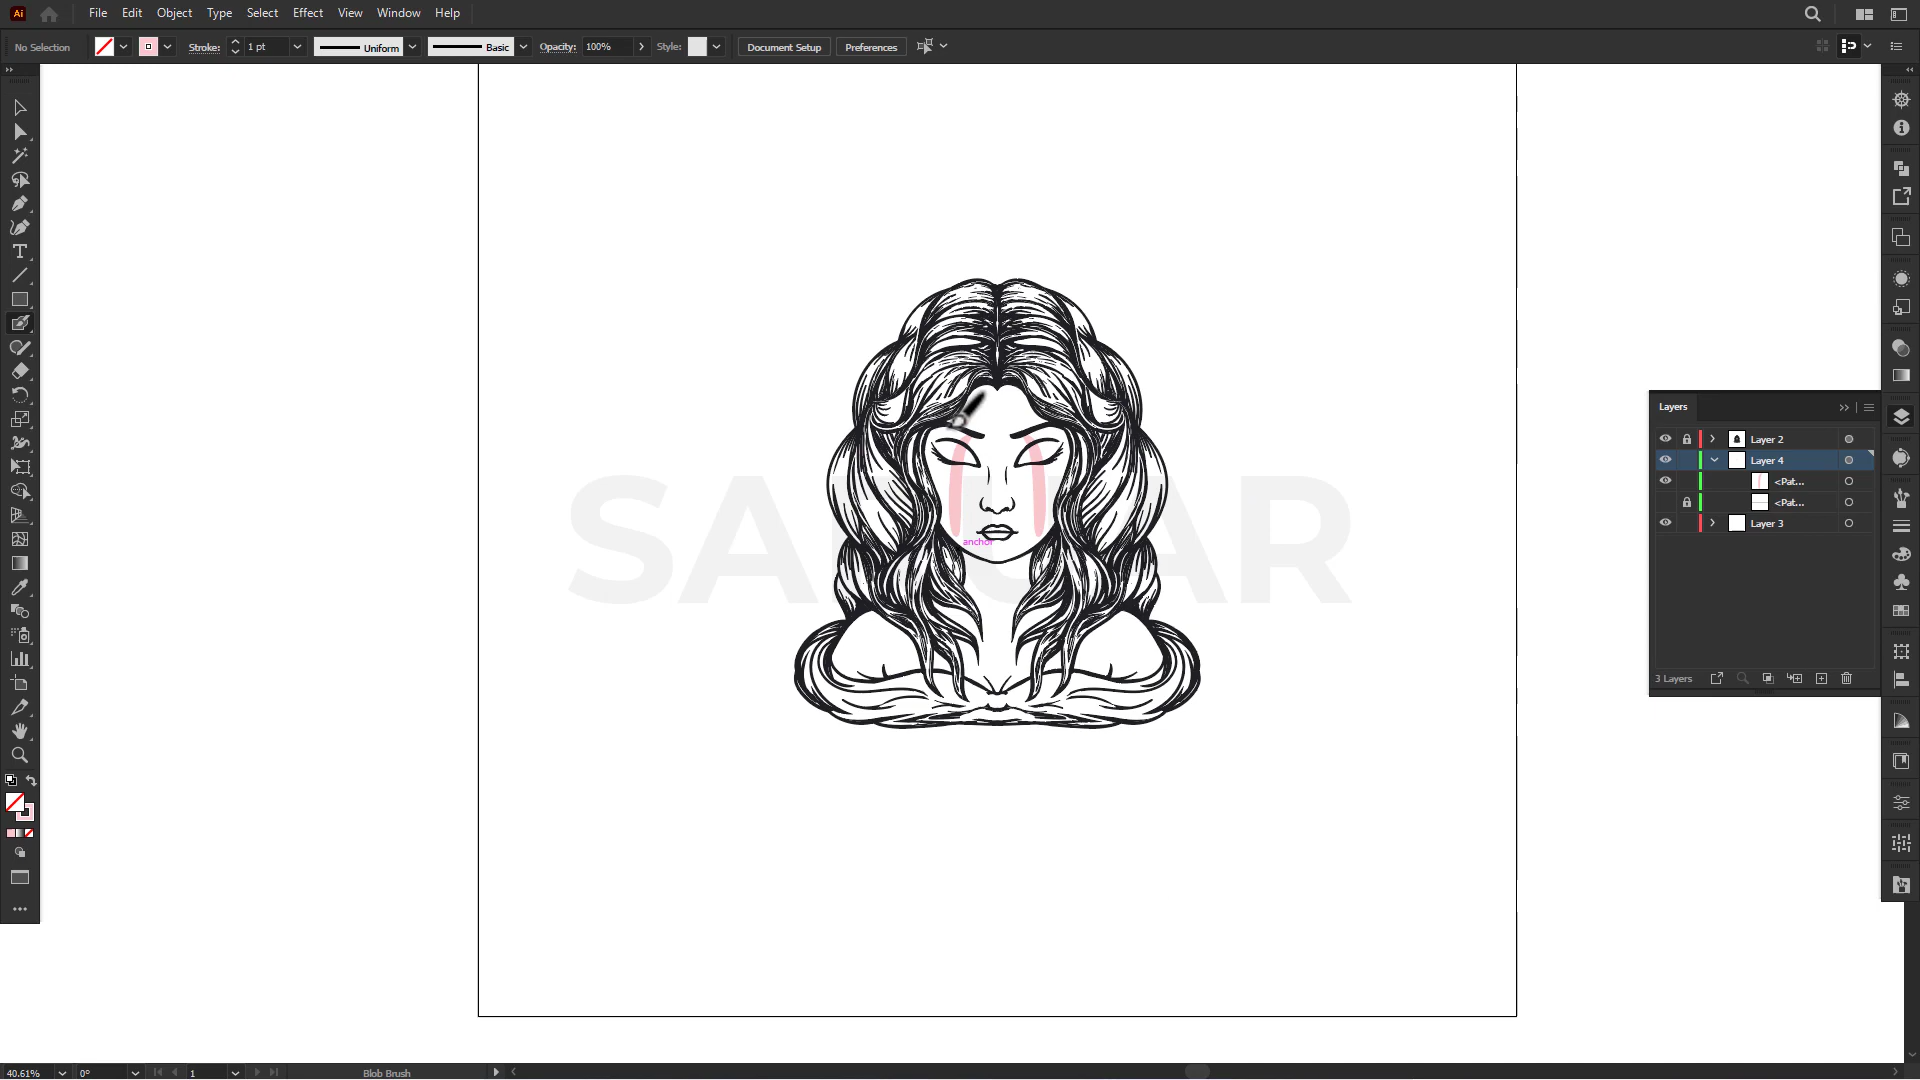 Ai File Edit Object Type Select Effect View Window Help
No Selection Stroke: 1 pt Uniform Basic Opacity: 100% Style: Document Setup Preferences
Layers
Layer 2
Layer 4
<Pat...
<Pat...
Layer 3
anchor
3 Layers
40.61% 0° 1 Blob Brush